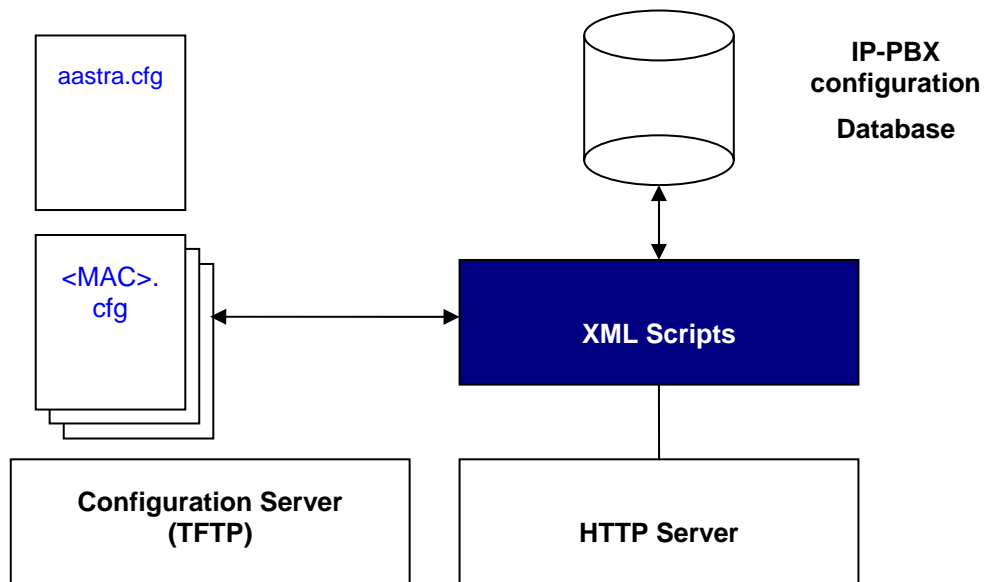 aastra.cfg
IP-PBX
configuration
Database
<MAC>.
cfg
XML Scripts
Configuration Server
(TFTP)
HTTP Server